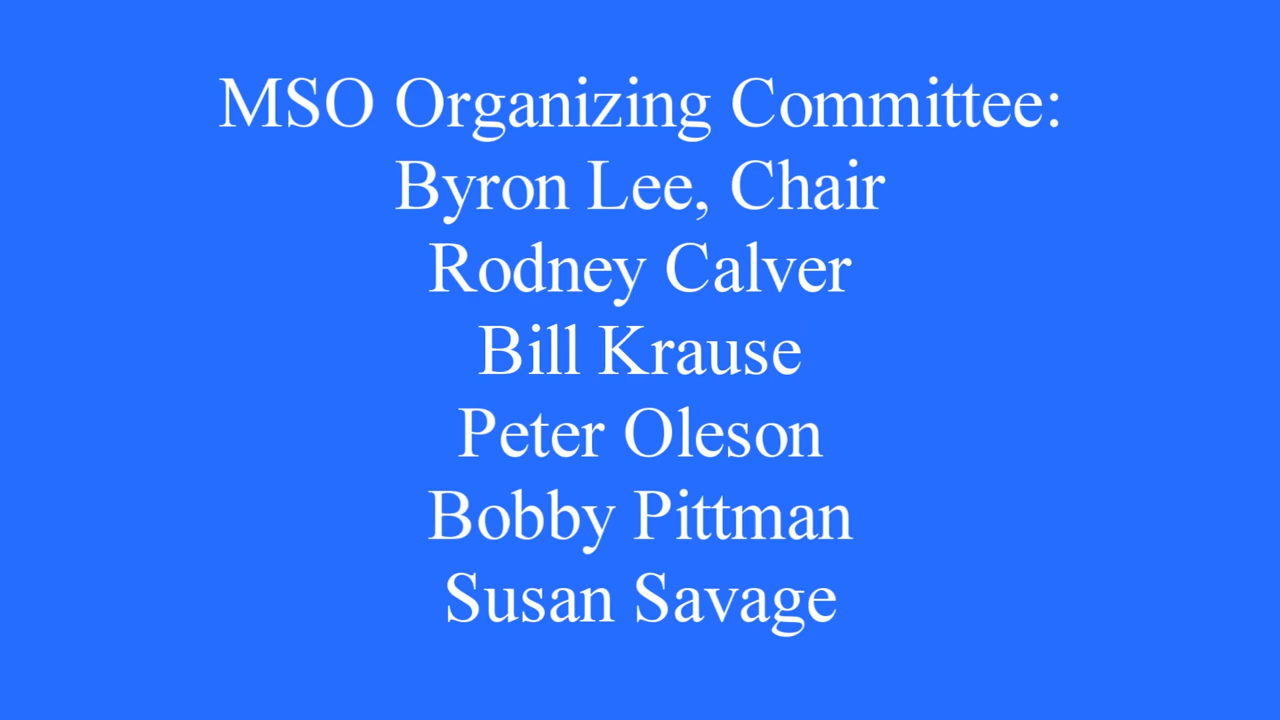 MSO Organizing Committee:
Byron Lee, Chair
Rodney Calver
Bill Krause
Peter Oleson
Bobby Pittman
Susan Savage